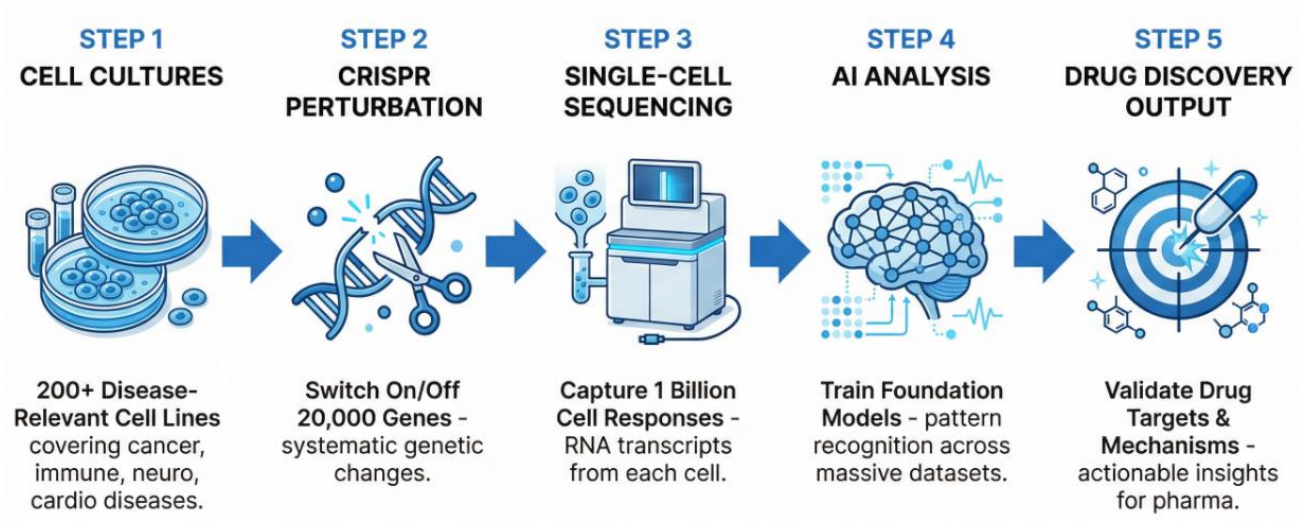 STEP 1
CELL CULTURES
200+ Disease-
Relevant Cell Lines
covering cancer,
immune, neuro,
cardio diseases.
STEP 2
CRISPR
PERTURBATION
Switch On/Off
20,000 Genes -
systematic genetic
changes.
STEP 3
SINGLE-CELL
SEQUENCING
Capture 1 Billion
Cell Responses -
RNA transcripts
from each cell.
STEP 4
AI ANALYSIS
Train Foundation
Models - pattern
recognition across
massive datasets.
STEP 5
DRUG DISCOVERY
OUTPUT
Validate Drug
Targets &
Mechanisms -
actionable insights
for pharma.